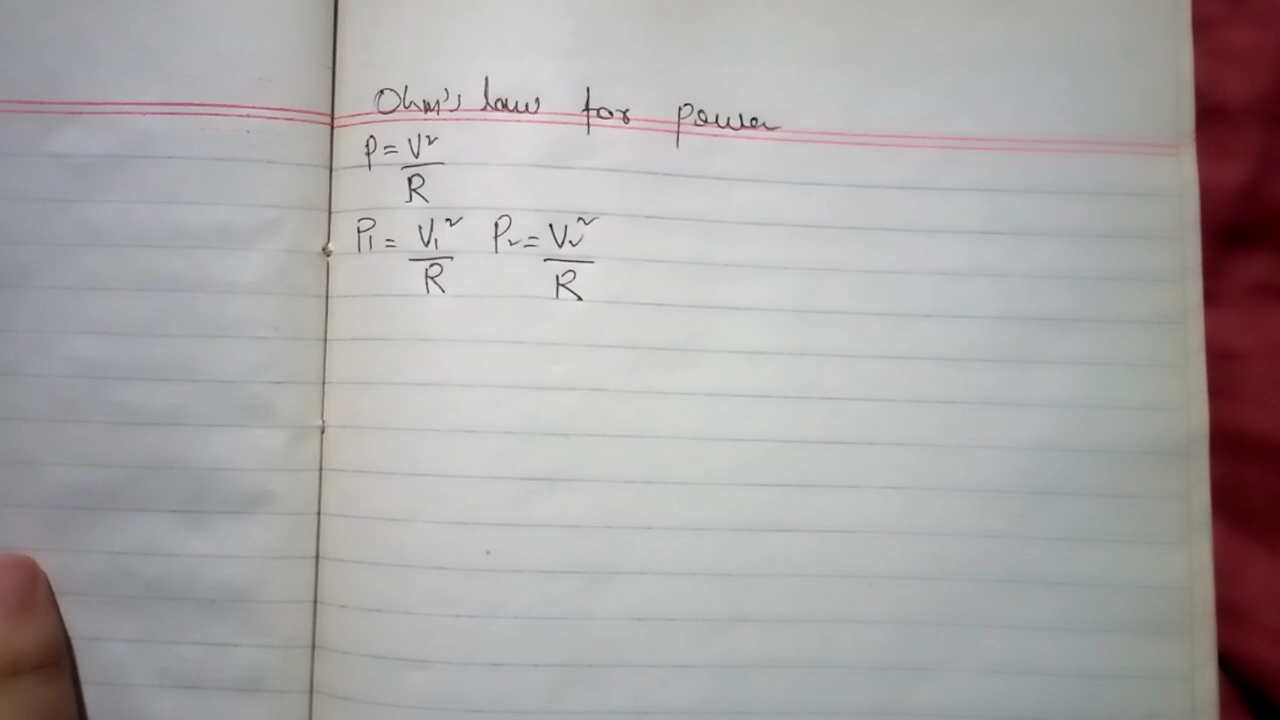 Ohm's law for power
P = V²/R
P₁ = V₁²/R P₂ = V₂²/R